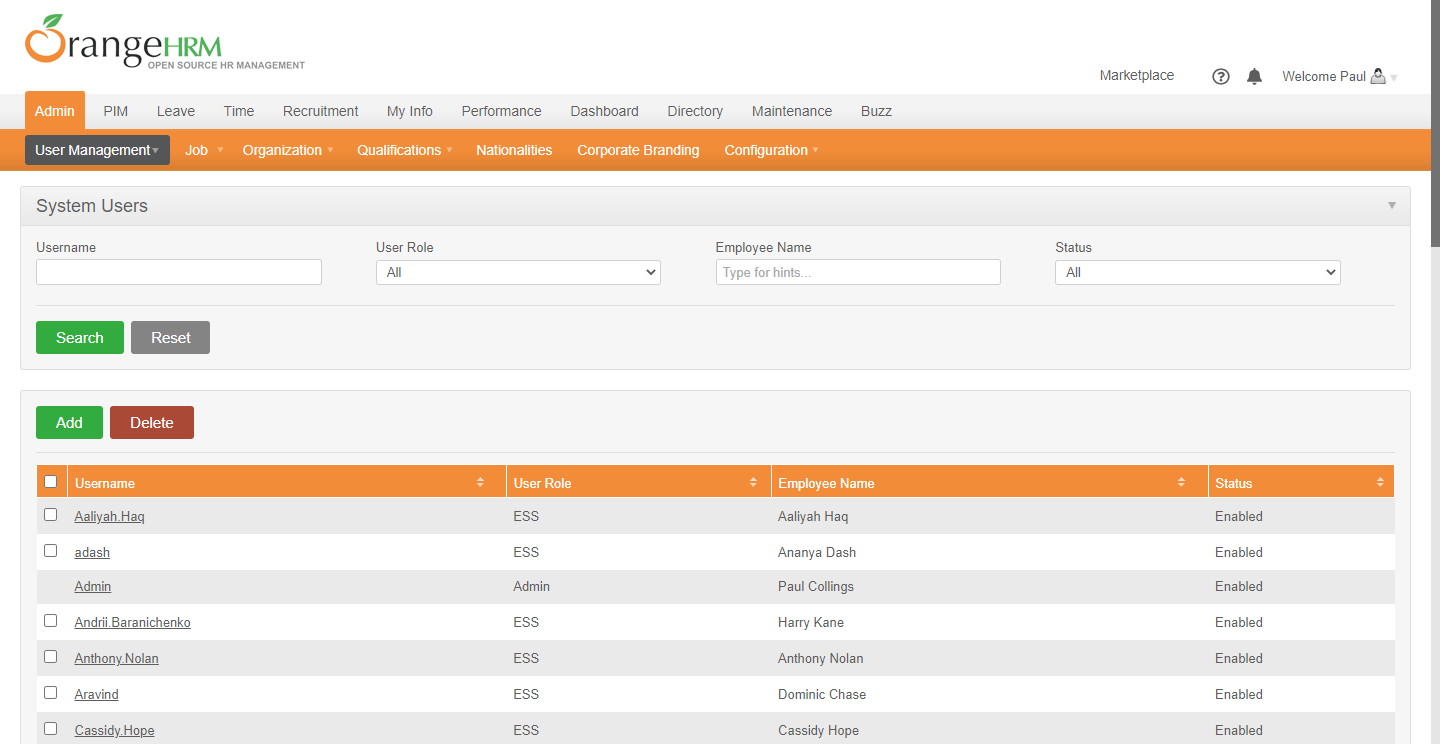 OrangeHRM
OPEN SOURCE HR MANAGEMENT
Marketplace ? Welcome Paul
Admin PIM Leave Time Recruitment My Info Performance Dashboard Directory Maintenance Buzz
User Management Job Organization Qualifications Nationalities Corporate Branding Configuration
System Users
Username User Role Employee Name Status
All Type for hints... All
Search Reset
Add Delete
Username User Role Employee Name Status
Aaliyah.Haq ESS Aaliyah Haq Enabled
adash ESS Ananya Dash Enabled
Admin Admin Paul Collings Enabled
Andrii.Baranichenko ESS Harry Kane Enabled
Anthony.Nolan ESS Anthony Nolan Enabled
Aravind ESS Dominic Chase Enabled
Cassidy.Hope ESS Cassidy Hope Enabled